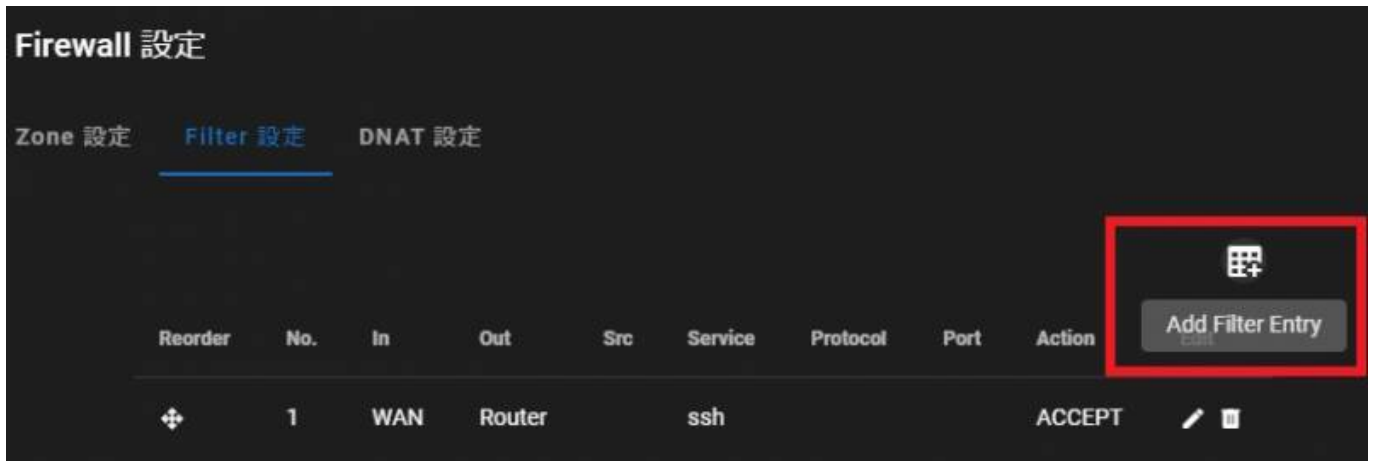 Firewall 設定
Zone 設定 Filter 設定 DNAT 設定
Add Filter Entry
Reorder No. In Out Src Service Protocol Port Action Edit
1 WAN Router ssh ACCEPT